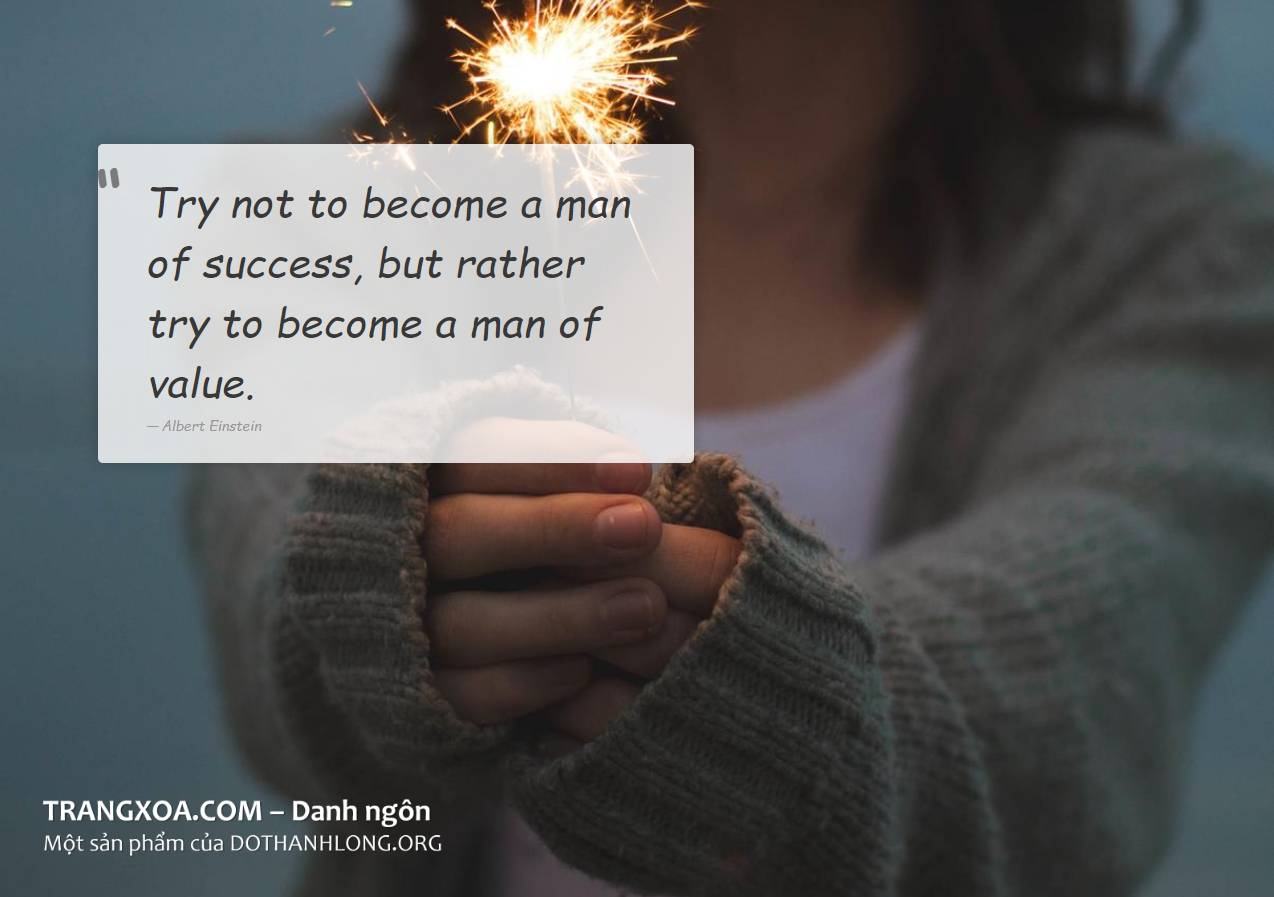 "
Try not to become a man
of success, but rather
try to become a man of
value.
— Albert Einstein
TRANGXOA.COM – Danh ngôn
Một sản phẩm của DOTHANHLONG.ORG